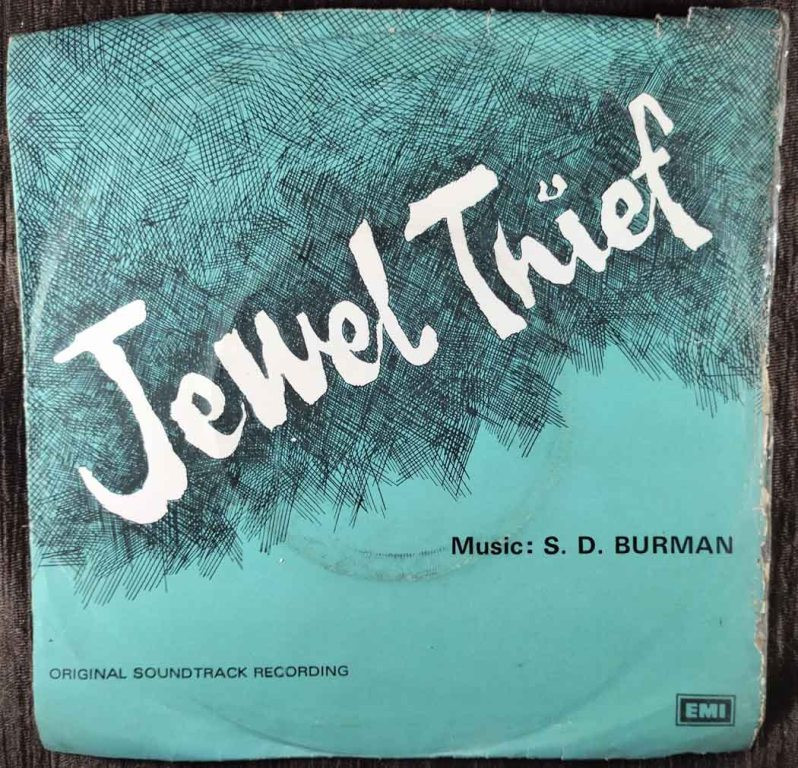 Jewel Thief
Music: S. D. BURMAN
ORIGINAL SOUNDTRACK RECORDING
EMI